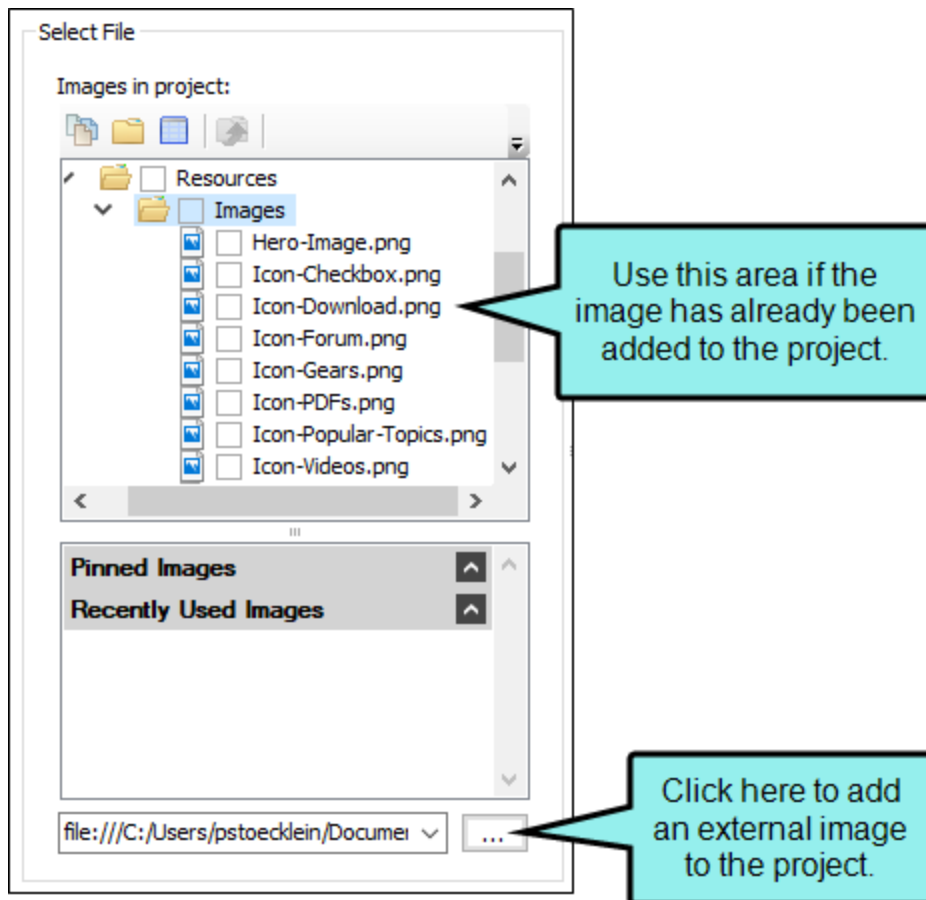 Select File
Images in project:
Resources
Images
Hero-Image.png
Icon-Checkbox.png
Icon-Download.png
Icon-Forum.png
Icon-Gears.png
Icon-PDFs.png
Icon-Popular-Topics.png
Icon-Videos.png
Use this area if the
image has already been
added to the project.
Pinned Images
Recently Used Images
file:///C:/Users/pstoecklein/Documer
...
Click here to add
an external image
to the project.